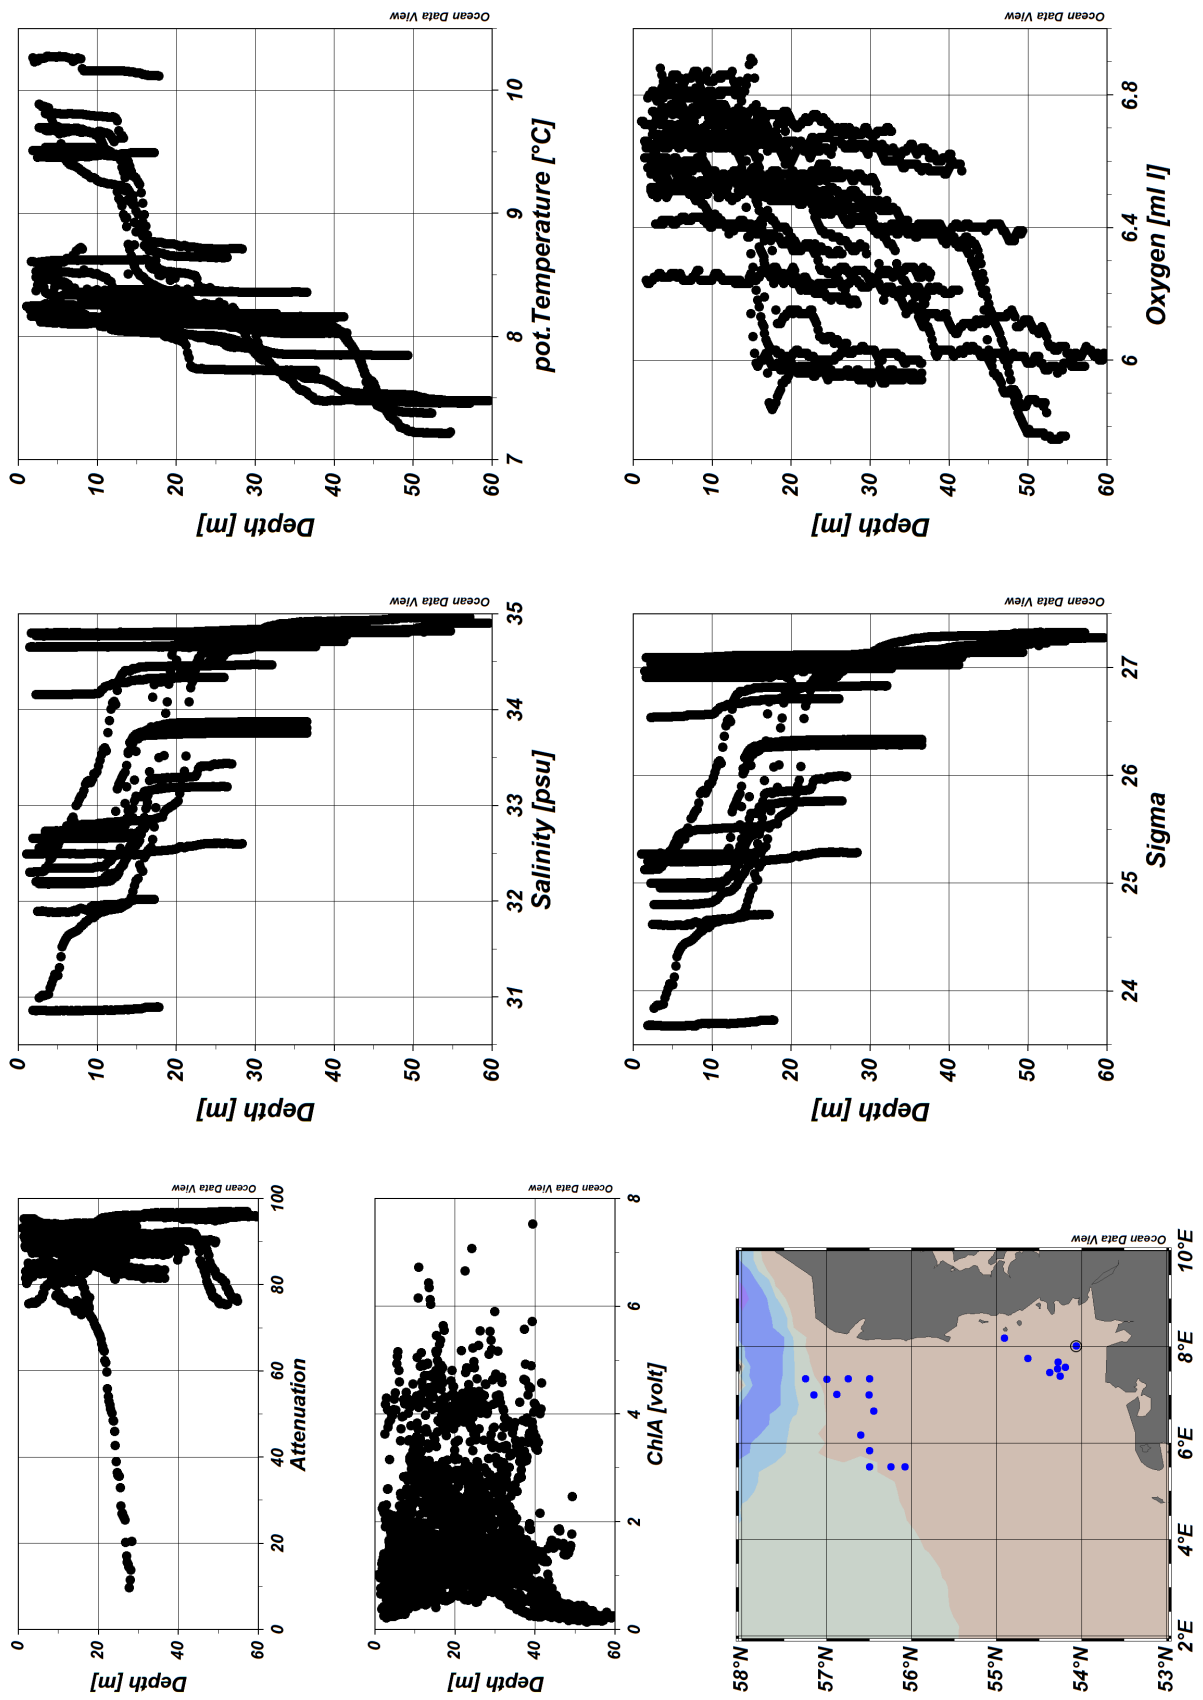 Ocean Data View
0
10
20
30
40
50
60
Depth [m]
7
8
9
10
pot.Temperature [°C]
Ocean Data View
0
10
20
30
40
50
60
Depth [m]
6
6.4
6.8
Oxygen [ml l]
Ocean Data View
0
10
20
30
40
50
60
Depth [m]
31
32
33
34
35
Salinity [psu]
Ocean Data View
0
10
20
30
40
50
60
Depth [m]
24
25
26
27
Sigma
Ocean Data View
0
20
40
60
Depth [m]
0
20
40
60
80
100
Attenuation
Ocean Data View
0
20
40
60
Depth [m]
0
2
4
6
8
ChlA [volt]
Ocean Data View
58°N
57°N
56°N
55°N
54°N
53°N
2°E
4°E
6°E
8°E
10°E